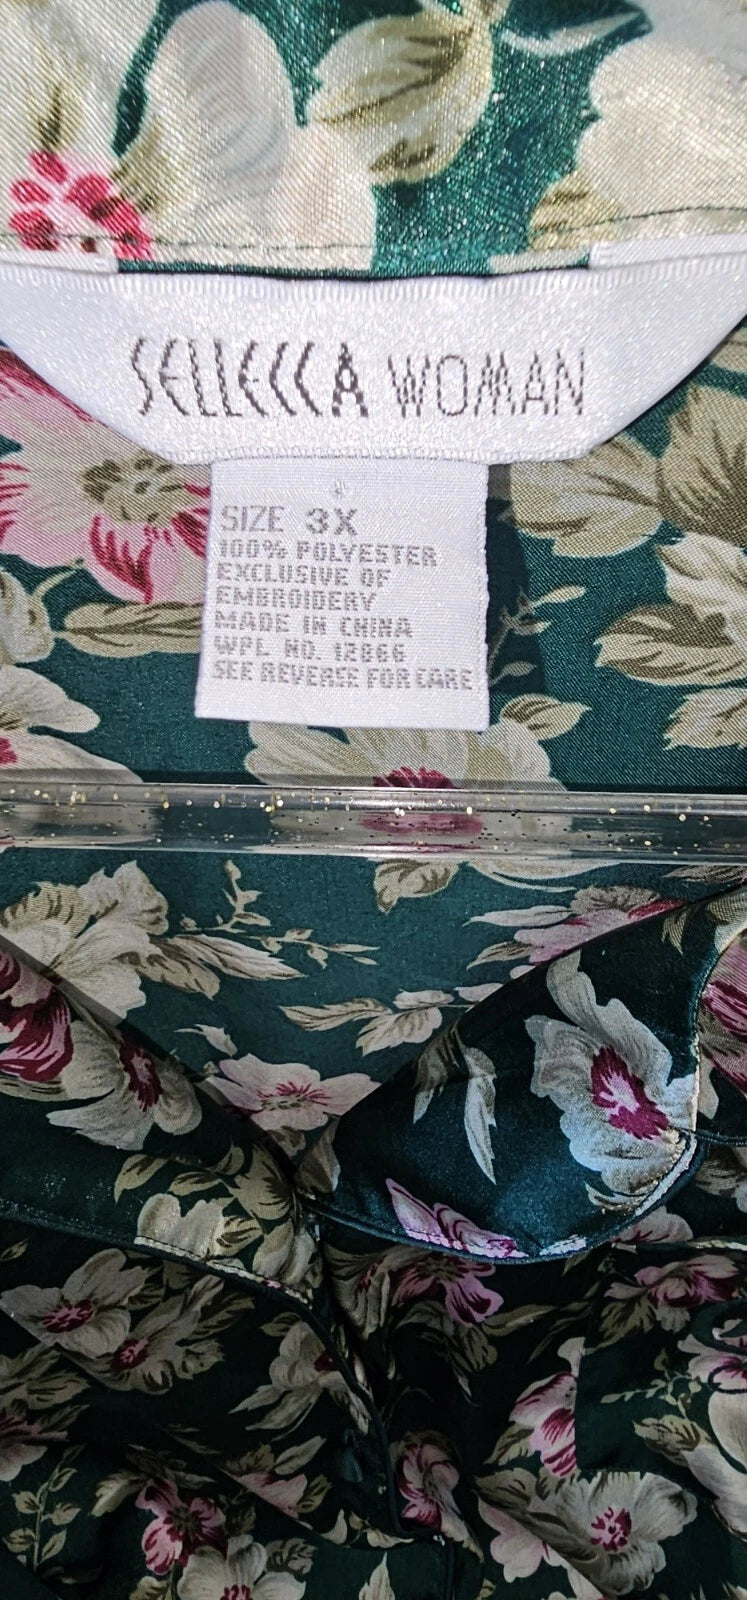 SELLECCA WOMAN
SIZE 3X
100% POLYESTER
EXCLUSIVE OF
EMBROIDERY
MADE IN CHINA
WPL. NO. 12866
SEE REVERSE FOR CARE